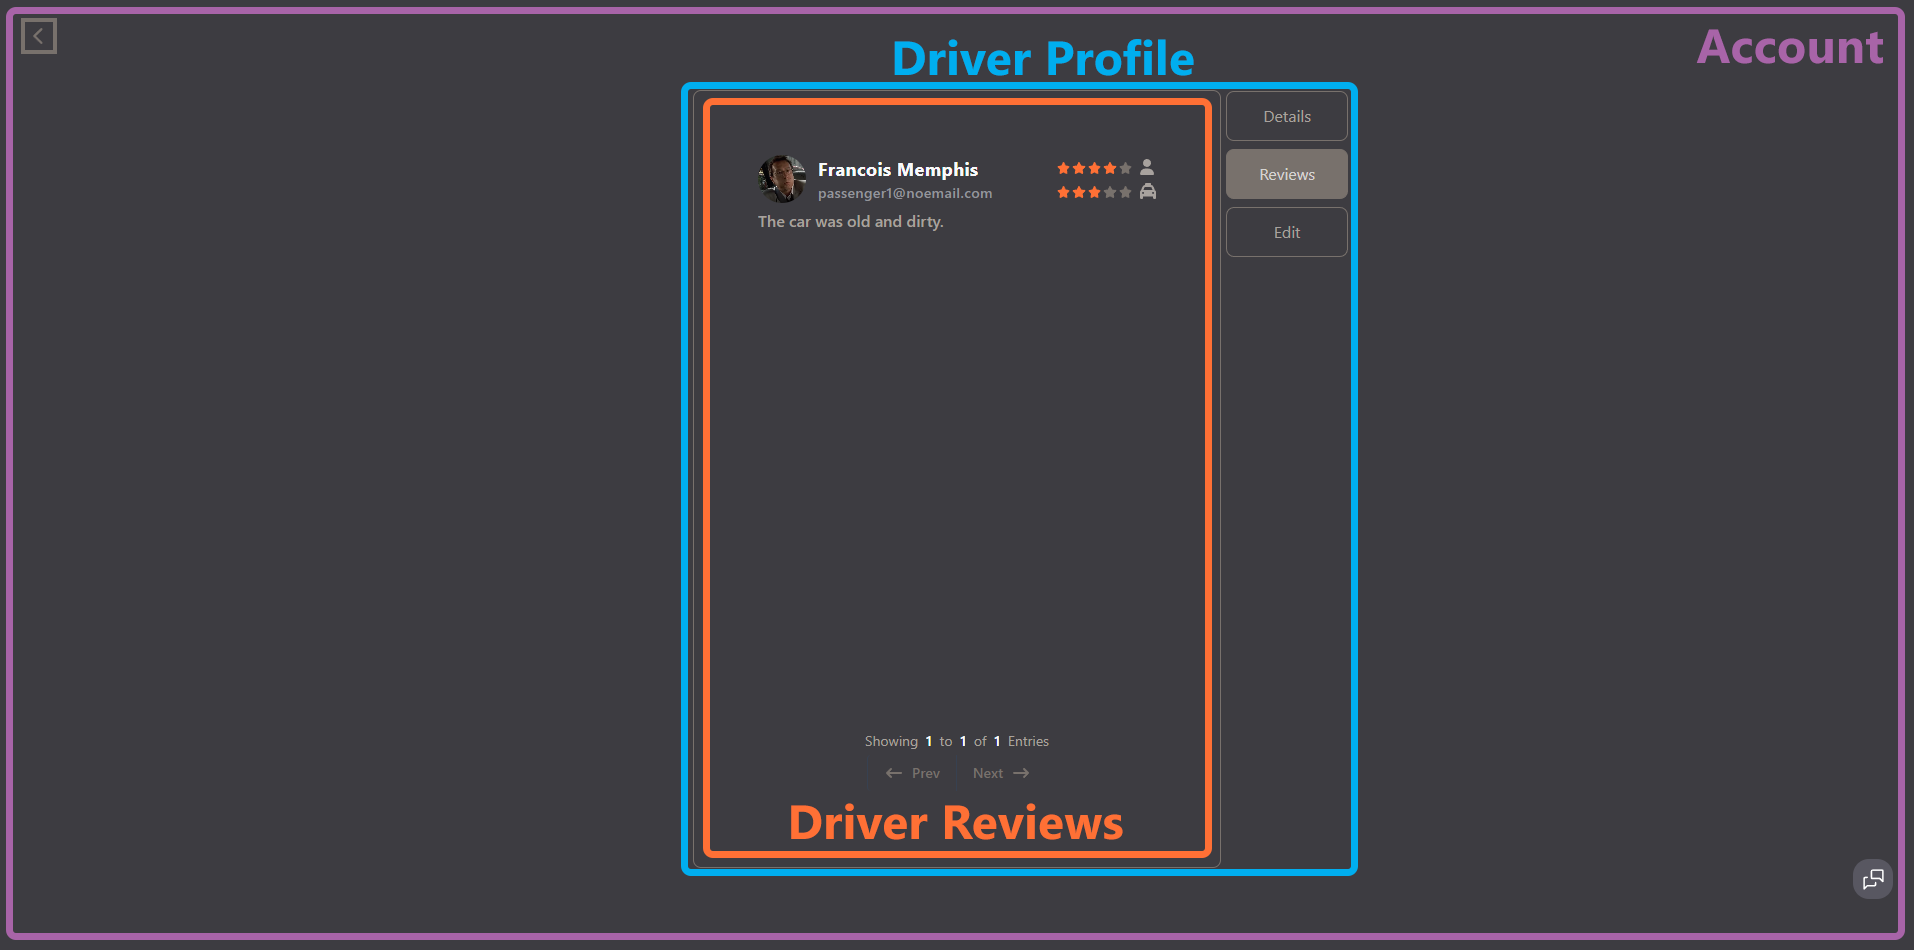 Account
Driver Profile
Details
Reviews
Edit
Francois Memphis
passenger1@noemail.com
The car was old and dirty.
Showing 1 to 1 of 1 Entries
Prev Next
Driver Reviews